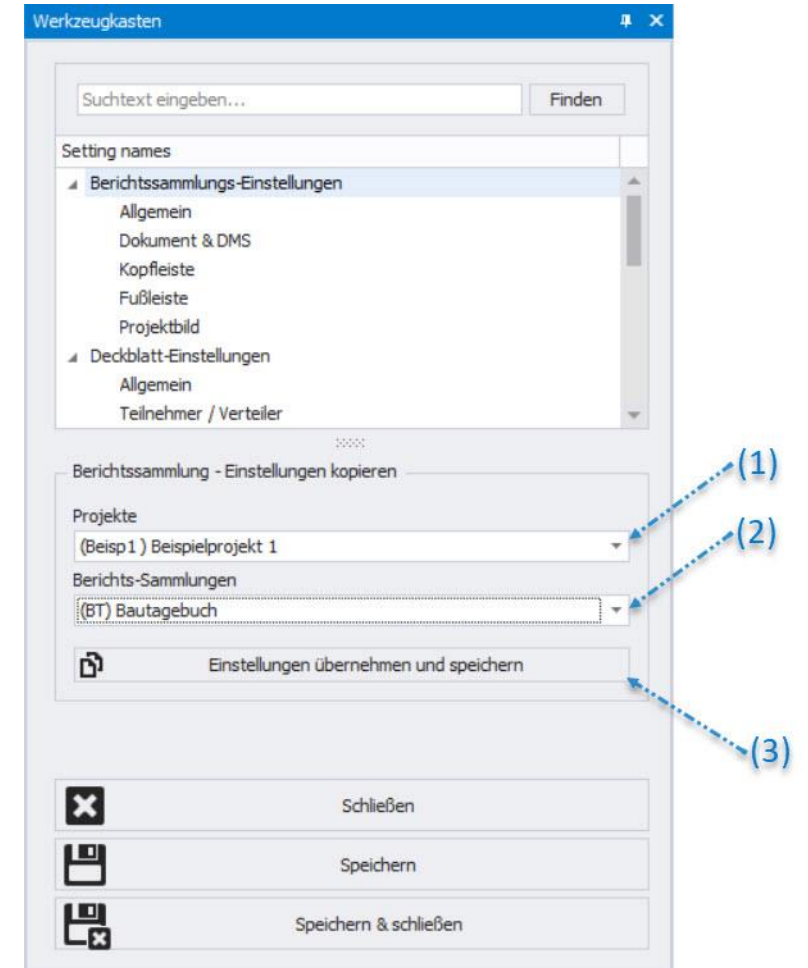 Werkzeugkasten
Suchtext eingeben... Finden
Setting names
Berichtssammlungs-Einstellungen
Allgemein
Dokument & DMS
Kopfleiste
Fußleiste
Projektbild
Deckblatt-Einstellungen
Allgemein
Teilnehmer / Verteiler
Berichtssammlung - Einstellungen kopieren
(1)
Projekte
(Beisp1 ) Beispielprojekt 1
(2)
Berichts-Sammlungen
(BT) Bautagebuch
Einstellungen übernehmen und speichern
(3)
Schließen
Speichern
Speichern & schließen